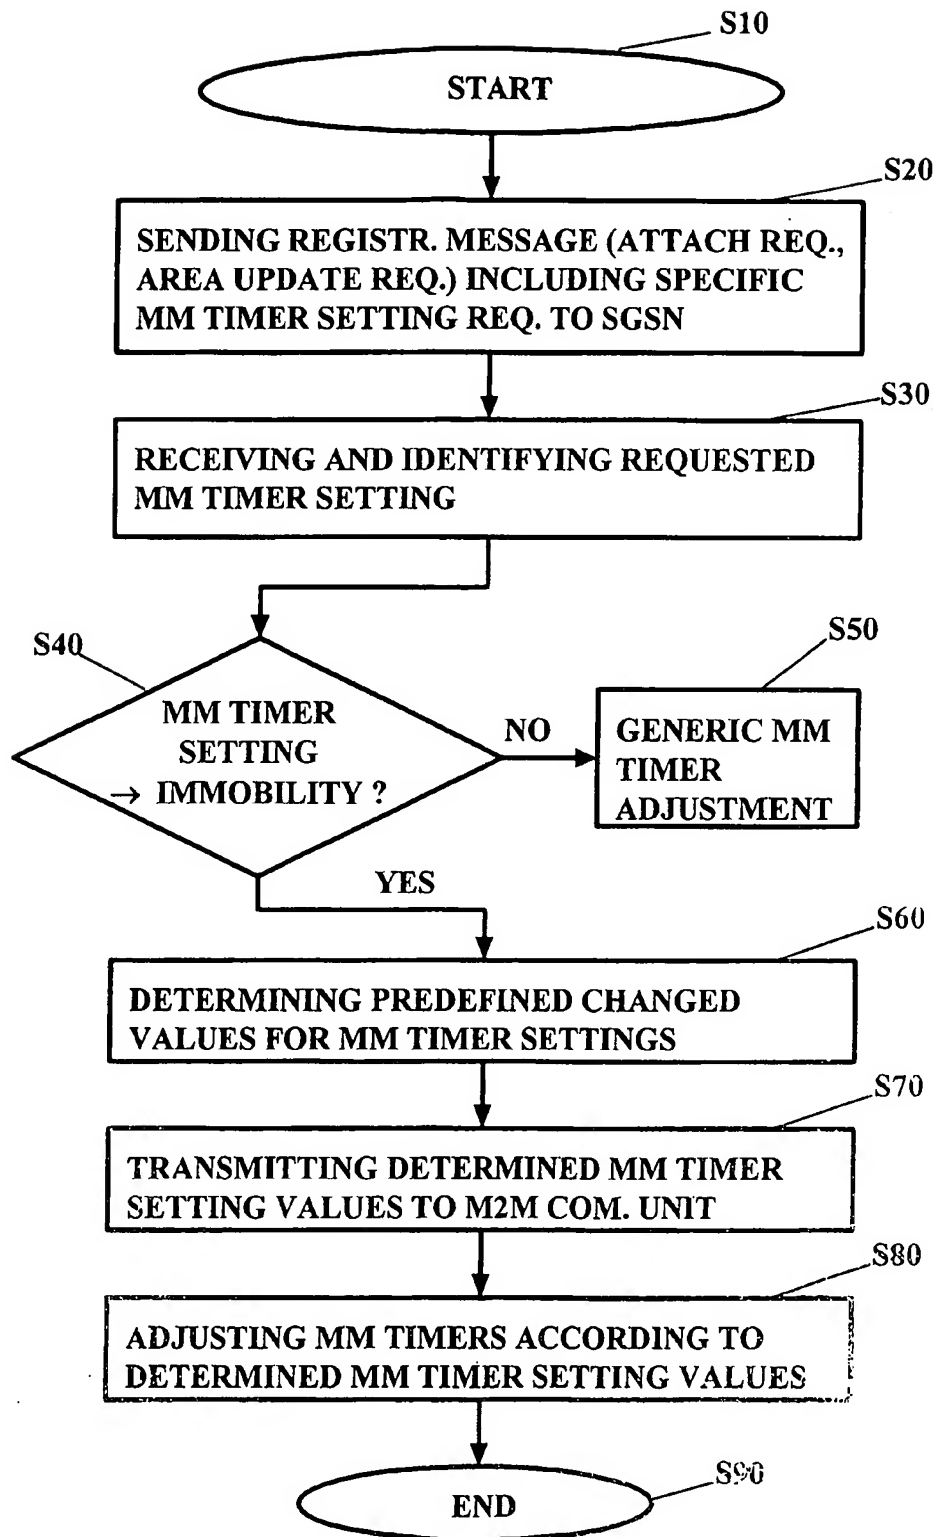 S10
START
S20
SENDING REGISTR. MESSAGE (ATTACH REQ.,
AREA UPDATE REQ.) INCLUDING SPECIFIC
MM TIMER SETTING REQ. TO SGSN
S30
RECEIVING AND IDENTIFYING REQUESTED
MM TIMER SETTING
S40
MM TIMER
SETTING
→ IMMOBILITY ?
NO
S50
GENERIC MM
TIMER
ADJUSTMENT
YES
S60
DETERMINING PREDEFINED CHANGED
VALUES FOR MM TIMER SETTINGS
S70
TRANSMITTING DETERMINED MM TIMER
SETTING VALUES TO M2M COM. UNIT
S80
ADJUSTING MM TIMERS ACCORDING TO
DETERMINED MM TIMER SETTING VALUES
S90
END